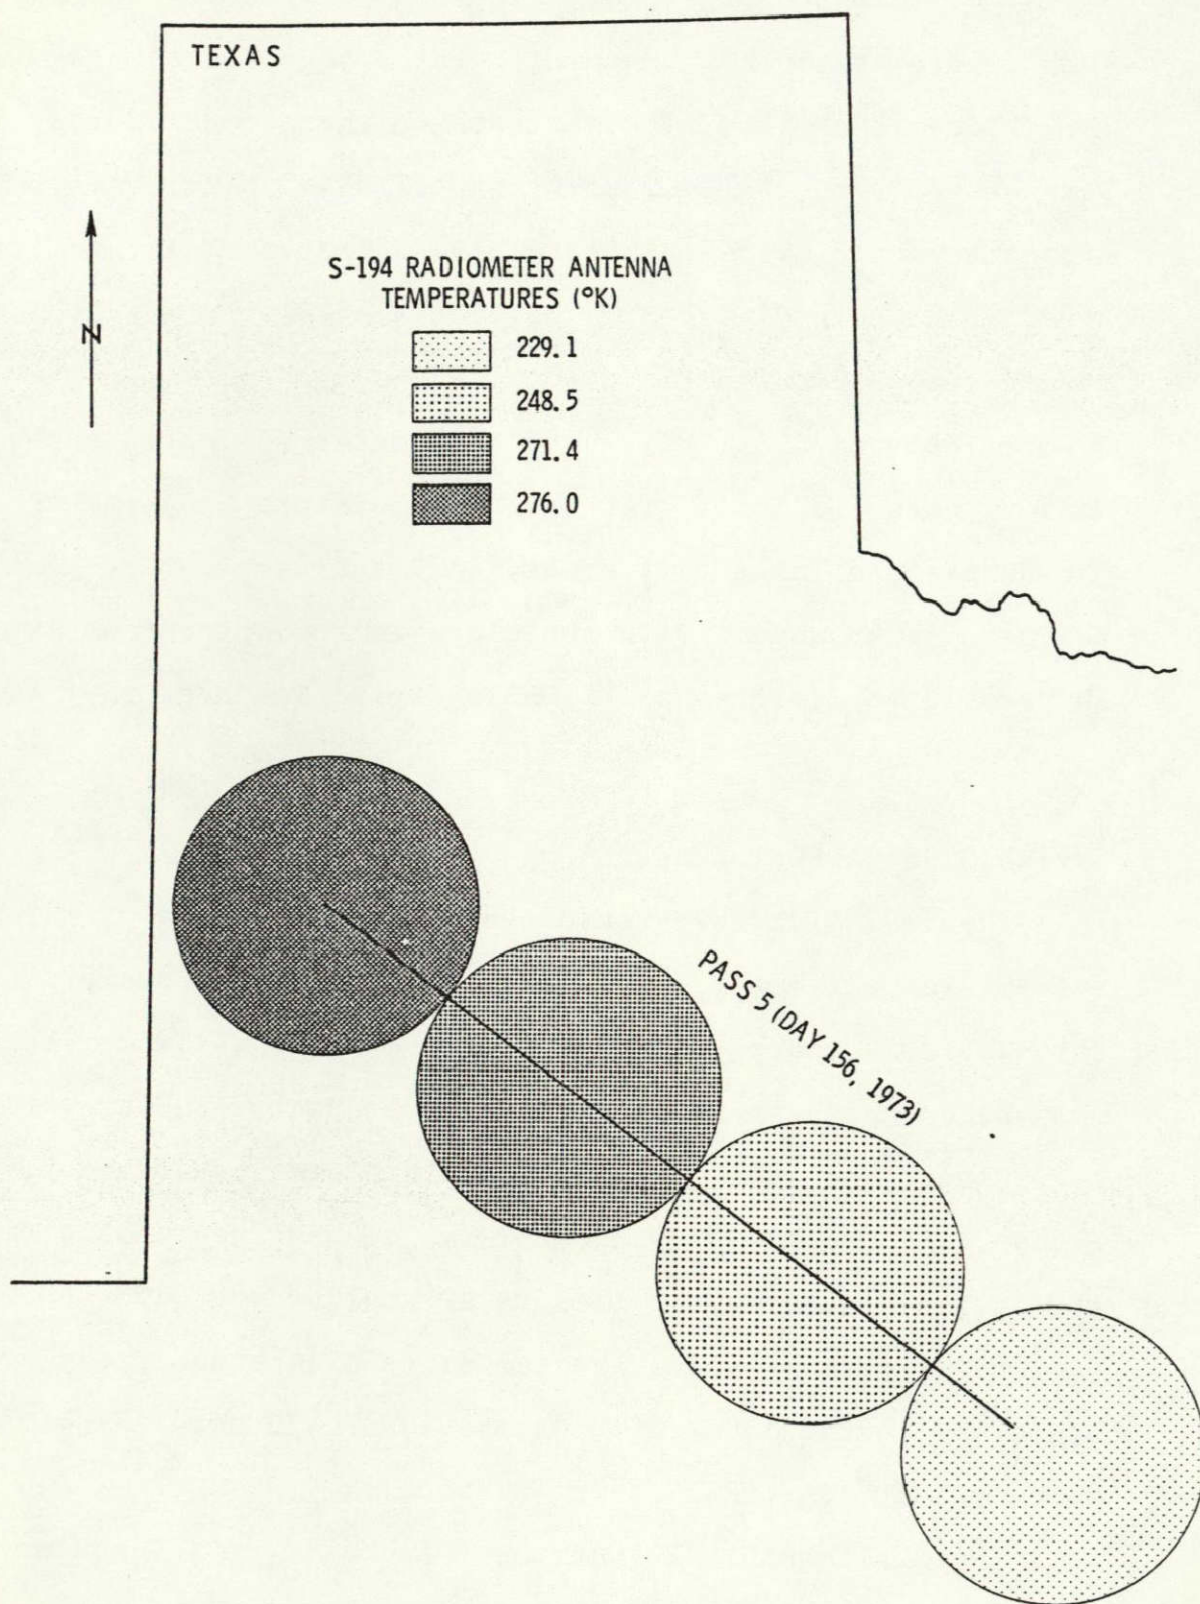 TEXAS
N
S-194 RADIOMETER ANTENNA
TEMPERATURES (°K)
229.1
248.5
271.4
276.0
PASS 5 (DAY 156, 1973)